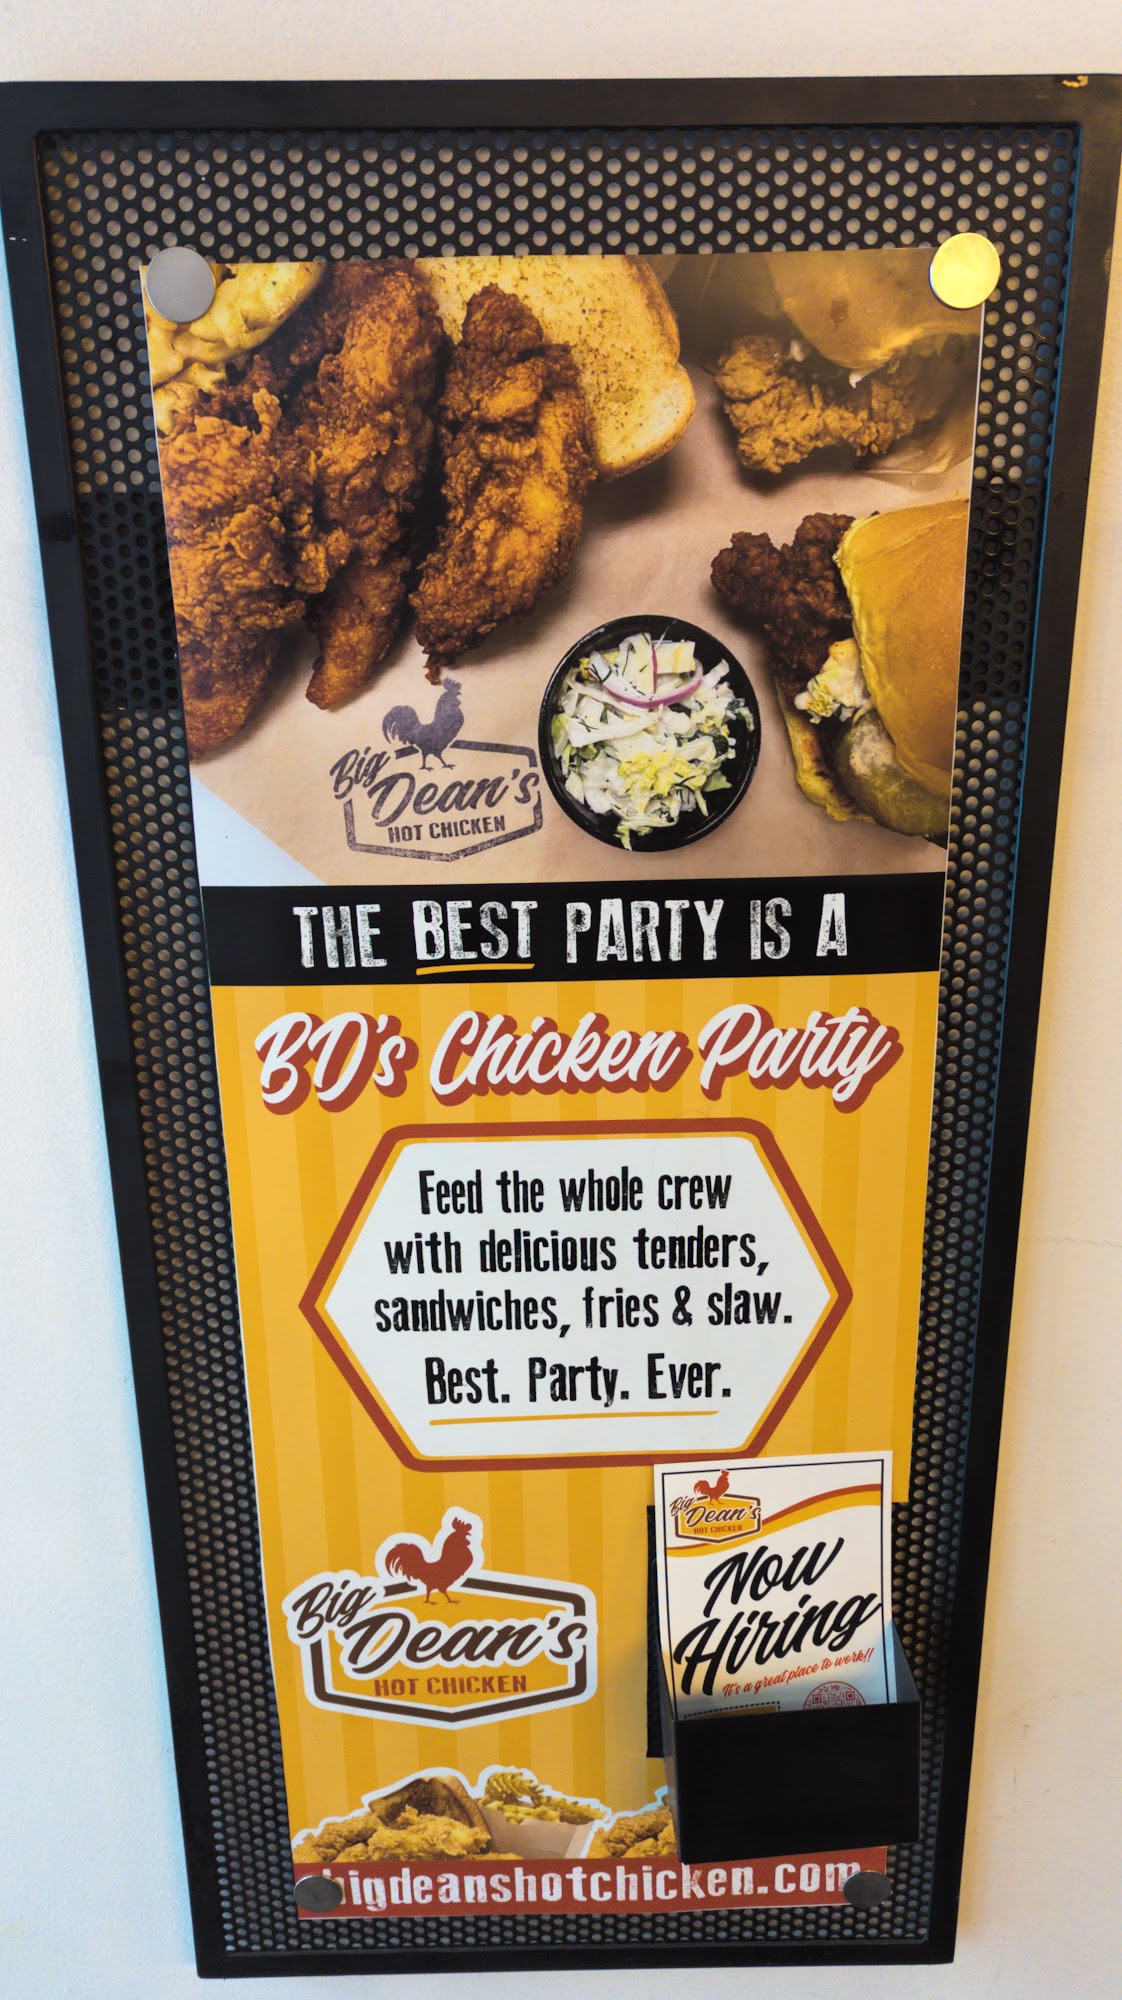 Big
Dean's
HOT CHICKEN
THE BEST PARTY IS A
BD's Chicken Party
Feed the whole crew
with delicious tenders,
sandwiches, fries & slaw.
Best. Party. Ever.
Big
Dean's
HOT CHICKEN
Big
Dean's
HOT CHICKEN
Now
Hiring
It's a great place to work!!
bigdeanshotchicken.com